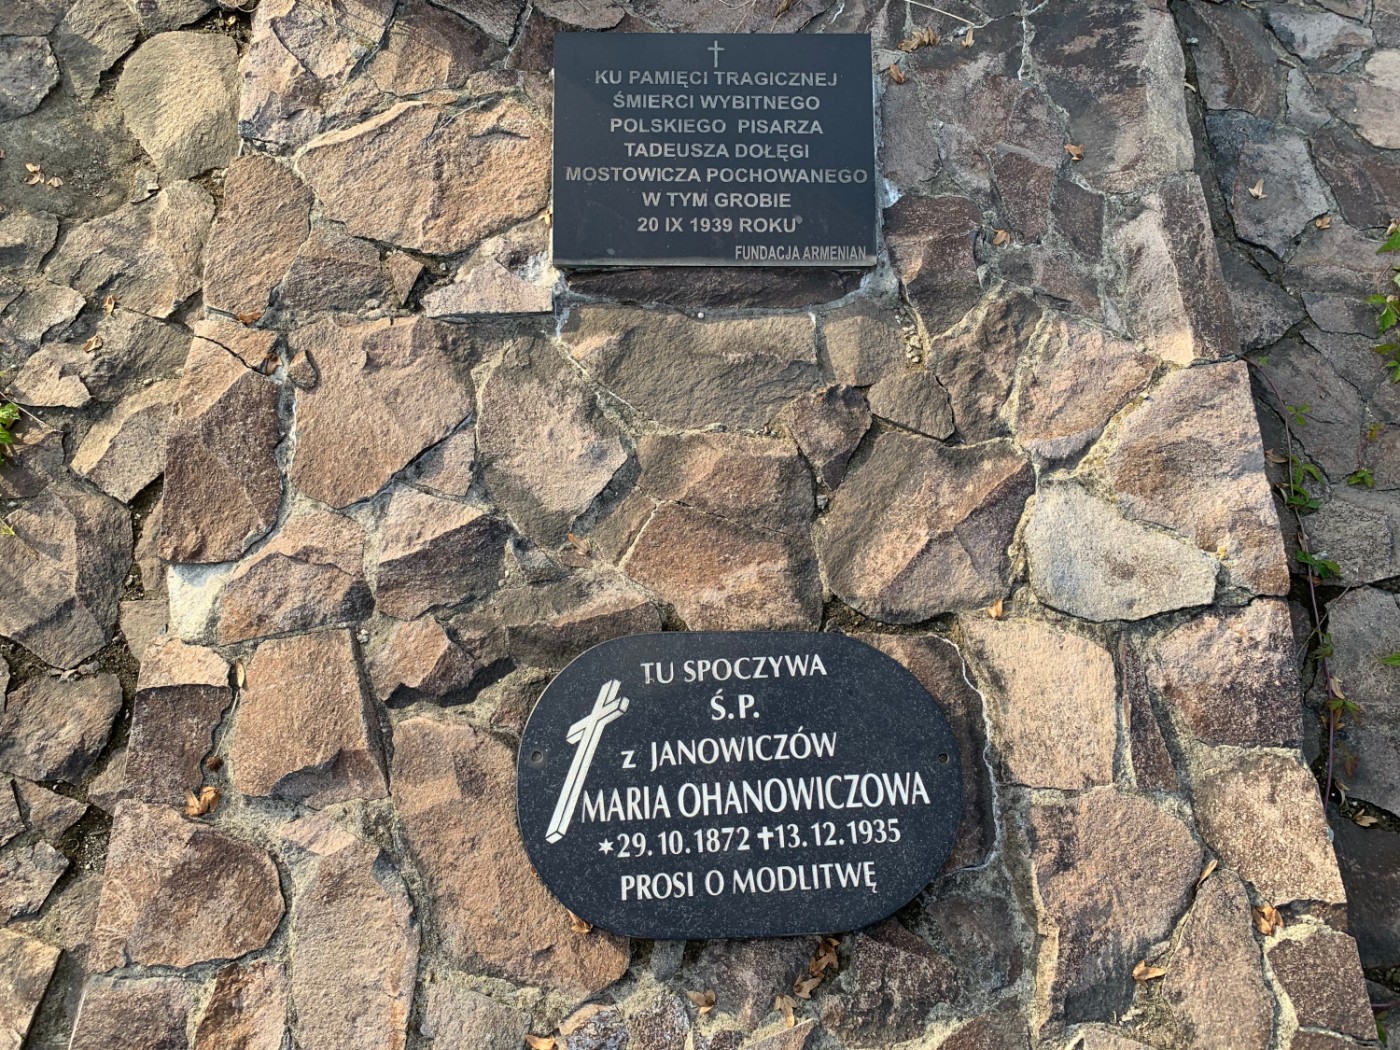 KU PAMIĘCI TRAGICZNEJ
ŚMIERCI WYBITNEGO
POLSKIEGO PISARZA
TADEUSZA DOŁĘGI
MOSTOWICZA POCHOWANEGO
W TYM GROBIE
20 IX 1939 ROKU
FUNDACJA ARMENIAN
TU SPOCZYWA
Ś.P.
z JANOWICZÓW
MARIA OHANOWICZOWA
*29.10.1872 ✝13.12.1935
PROSI O MODLITWĘ